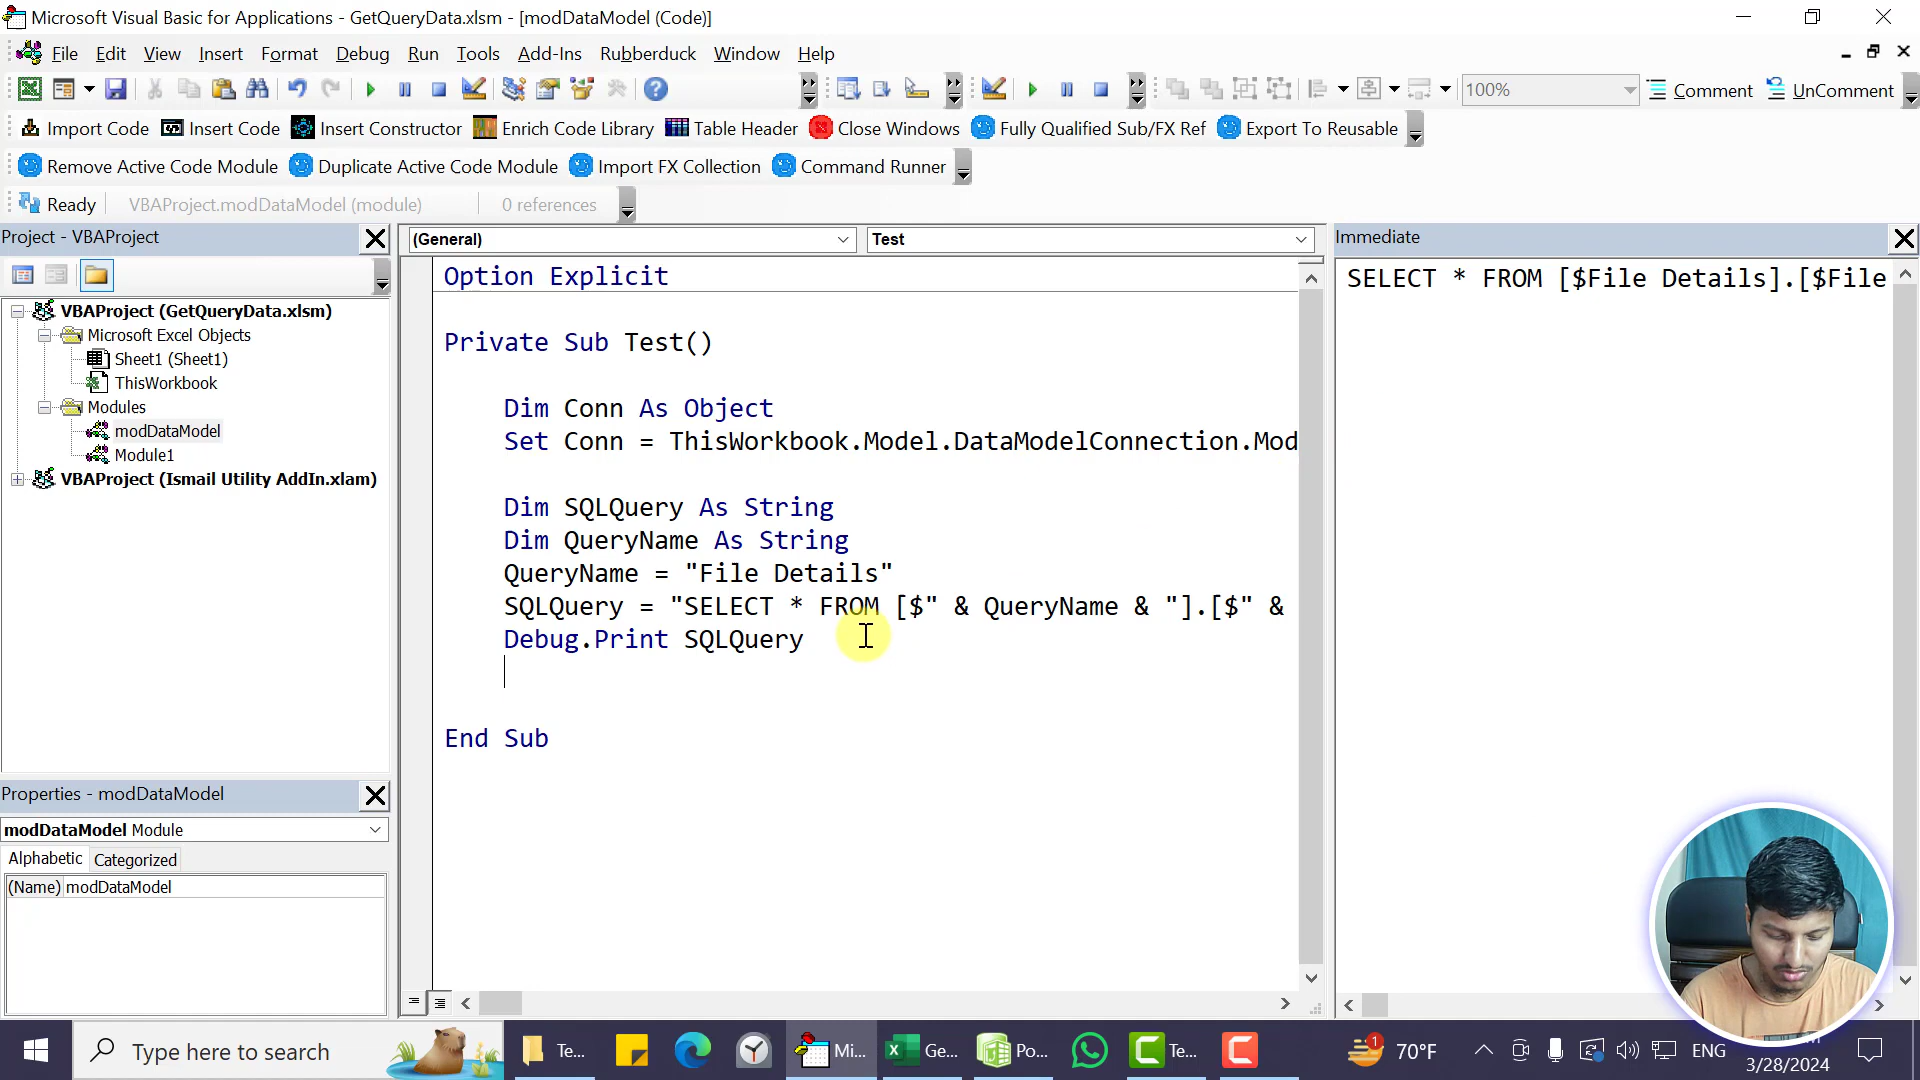 Microsoft Visual Basic for Applications - GetQueryData.xlsm - [modDataModel (Code)]
File Edit View Insert Format Debug Run Tools Add-Ins Rubberduck Window Help
100% Comment UnComment
Import Code Insert Code Insert Constructor Enrich Code Library Table Header Close Windows Fully Qualified Sub/FX Ref Export To Reusable
Remove Active Code Module Duplicate Active Code Module Import FX Collection Command Runner
Ready VBAProject.modDataModel (module) 0 references
Project - VBAProject
VBAProject (GetQueryData.xlsm)
Microsoft Excel Objects
Sheet1 (Sheet1)
ThisWorkbook
Modules
modDataModel
Module1
VBAProject (Ismail Utility AddIn.xlam)
Properties - modDataModel
modDataModel Module
Alphabetic Categorized
(Name) modDataModel
(General) Test
Option Explicit
Private Sub Test()
Dim Conn As Object
Set Conn = ThisWorkbook.Model.DataModelConnection.Mod
Dim SQLQuery As String
Dim QueryName As String
QueryName = "File Details"
SQLQuery = "SELECT * FROM [$" & QueryName & "].[$" &
Debug.Print SQLQuery
End Sub
Immediate
SELECT * FROM [$File Details].[$File
Type here to search Te... Mi... Ge... Po... Te... 1 70°F ENG
3/28/2024